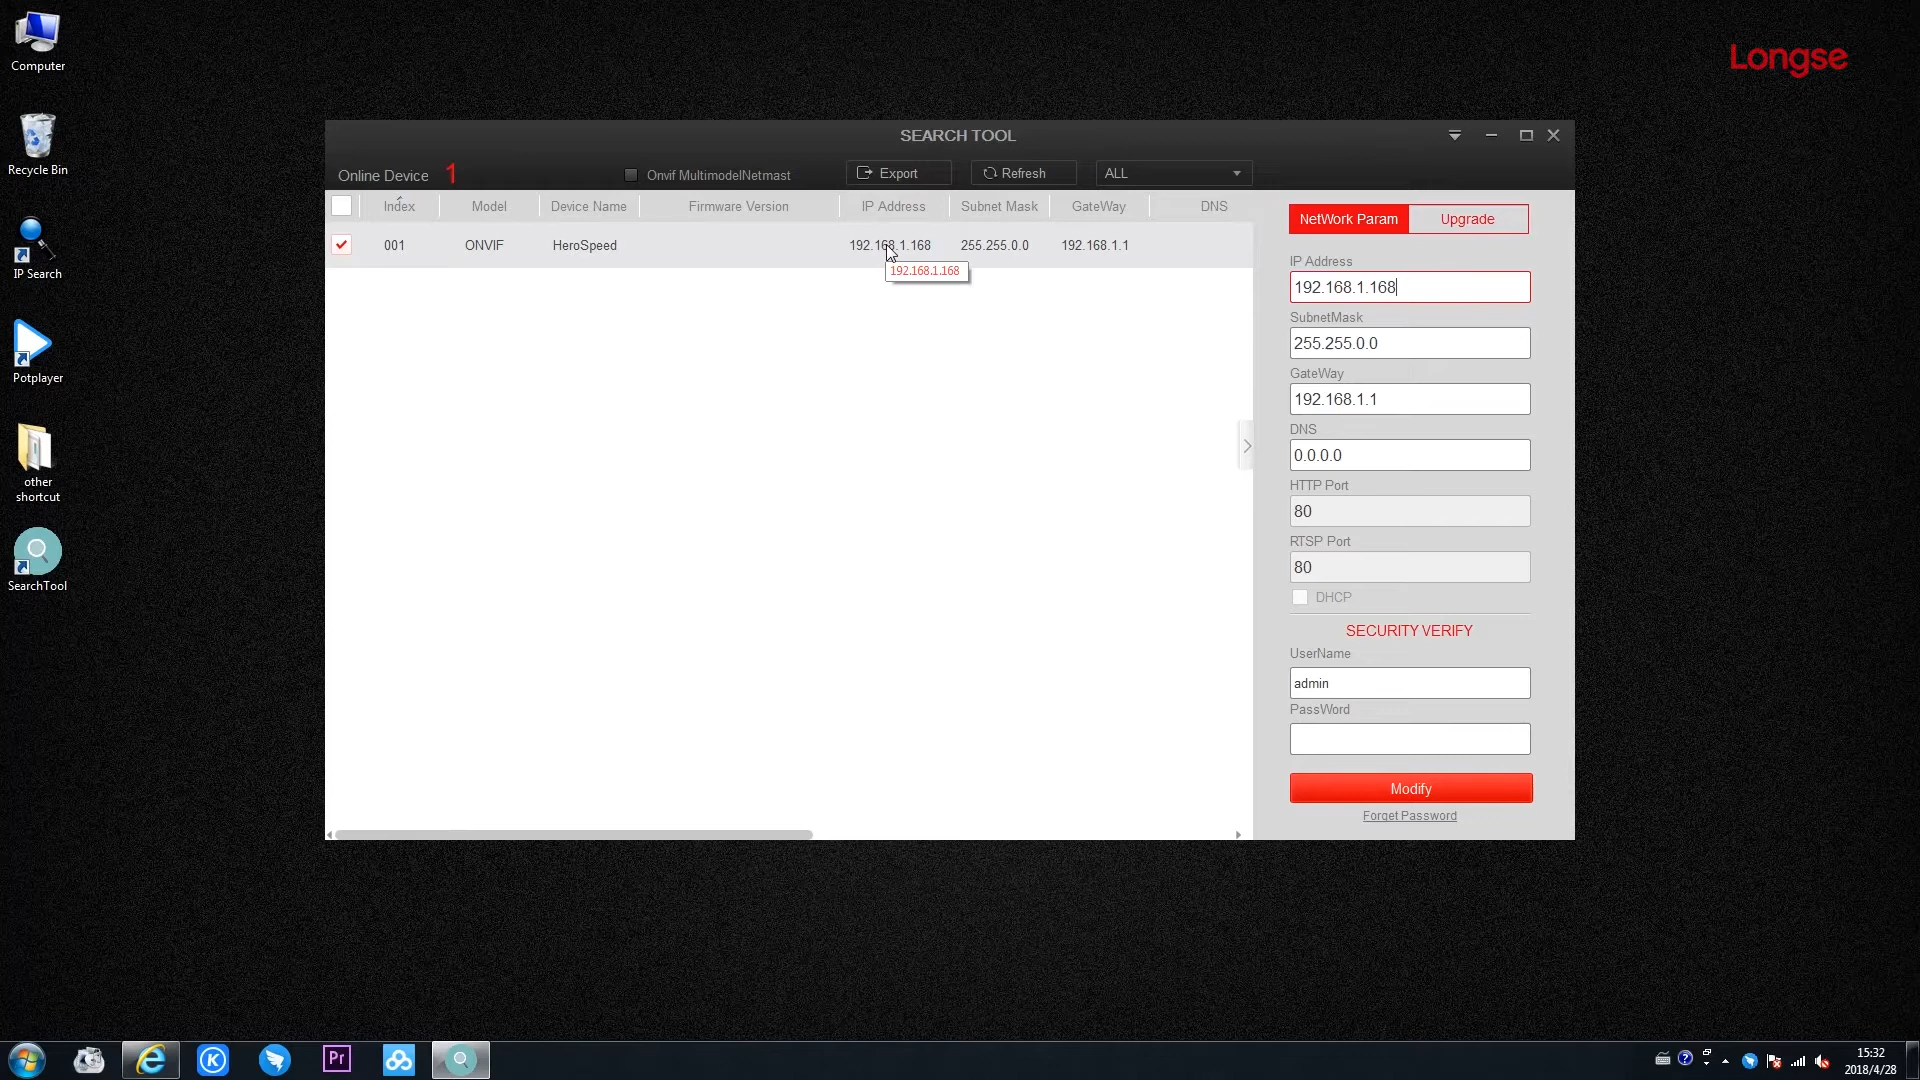 Computer
Recycle Bin
IP Search
Potplayer
other
shortcut
SearchTool
Longse
SEARCH TOOL
Online Device 1
Onvif MultimodelNetmast
Export
Refresh
ALL
Index Model Device Name Firmware Version IP Address Subnet Mask GateWay DNS
001 ONVIF HeroSpeed 192.168.1.168 255.255.0.0 192.168.1.1
192.168.1.168
NetWork Param Upgrade
IP Address
192.168.1.168
SubnetMask
255.255.0.0
GateWay
192.168.1.1
DNS
0.0.0.0
HTTP Port
80
RTSP Port
80
DHCP
SECURITY VERIFY
UserName
admin
PassWord
Modify
Forget Password
Pr
15:32
2018/4/28